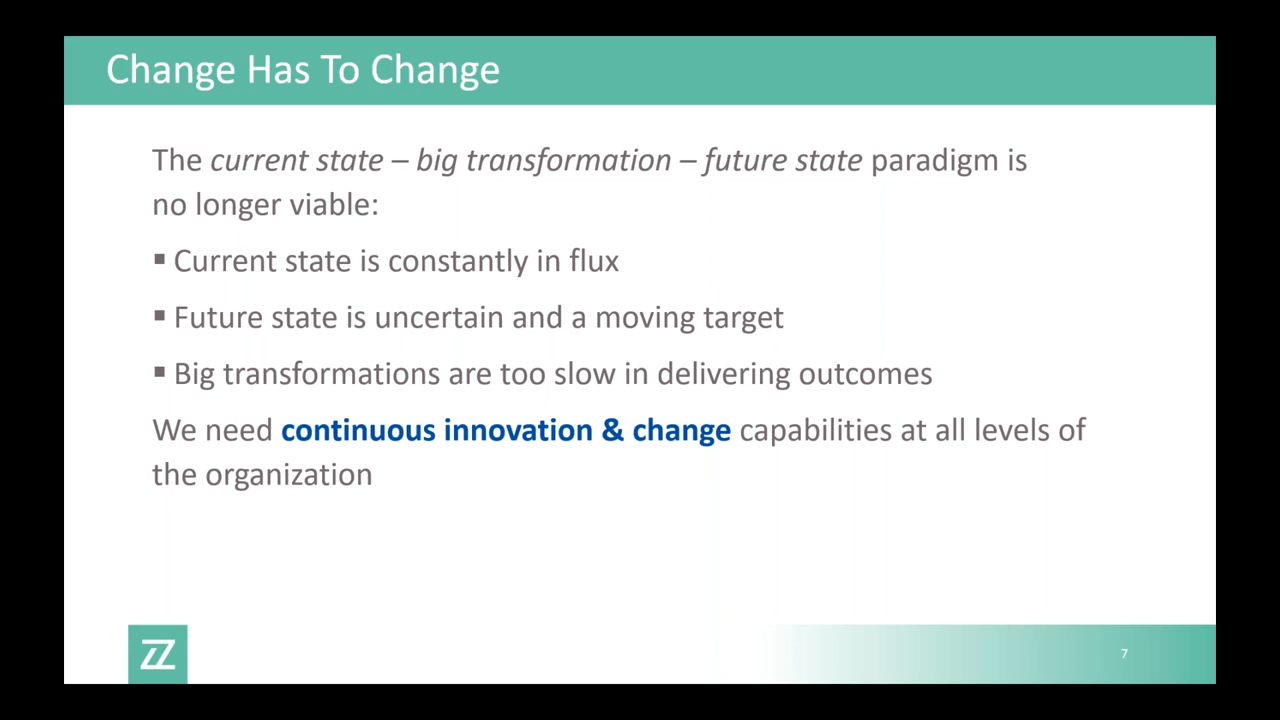 Change Has To Change
The current state – big transformation – future state paradigm is
no longer viable:
▪ Current state is constantly in flux
▪ Future state is uncertain and a moving target
▪ Big transformations are too slow in delivering outcomes
We need continuous innovation & change capabilities at all levels of
the organization
7